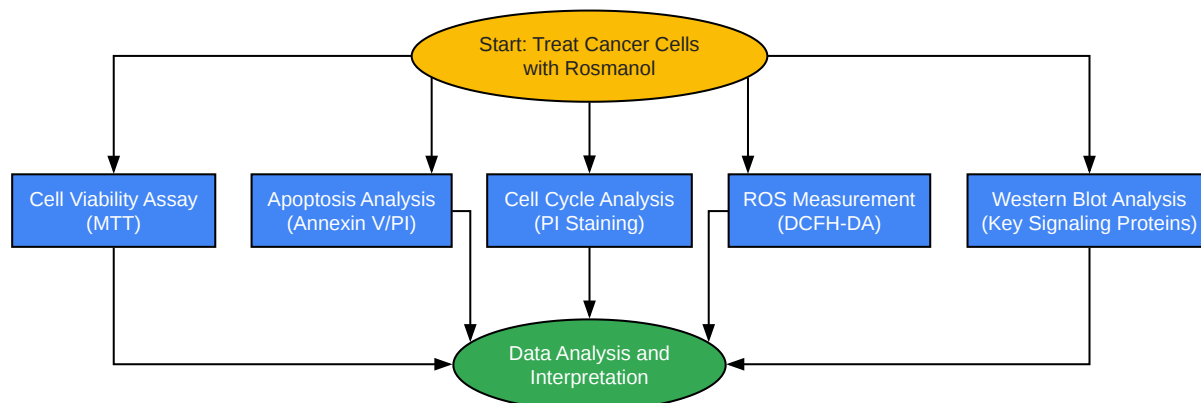 Start: Treat Cancer Cells
with Rosmanol
Cell Viability Assay
(MTT)
Apoptosis Analysis
(Annexin V/PI)
Cell Cycle Analysis
(PI Staining)
ROS Measurement
(DCFH-DA)
Western Blot Analysis
(Key Signaling Proteins)
Data Analysis and
Interpretation